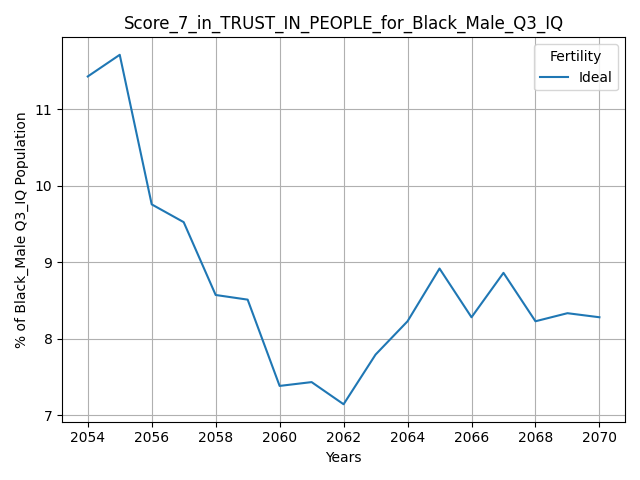 Score_7_in_TRUST_IN_PEOPLE_for_Black_Male_Q3_IQ
Fertility
Ideal
% of Black_Male Q3_IQ Population
11
10
9
8
7
2054 2056 2058 2060 2062 2064 2066 2068 2070
Years